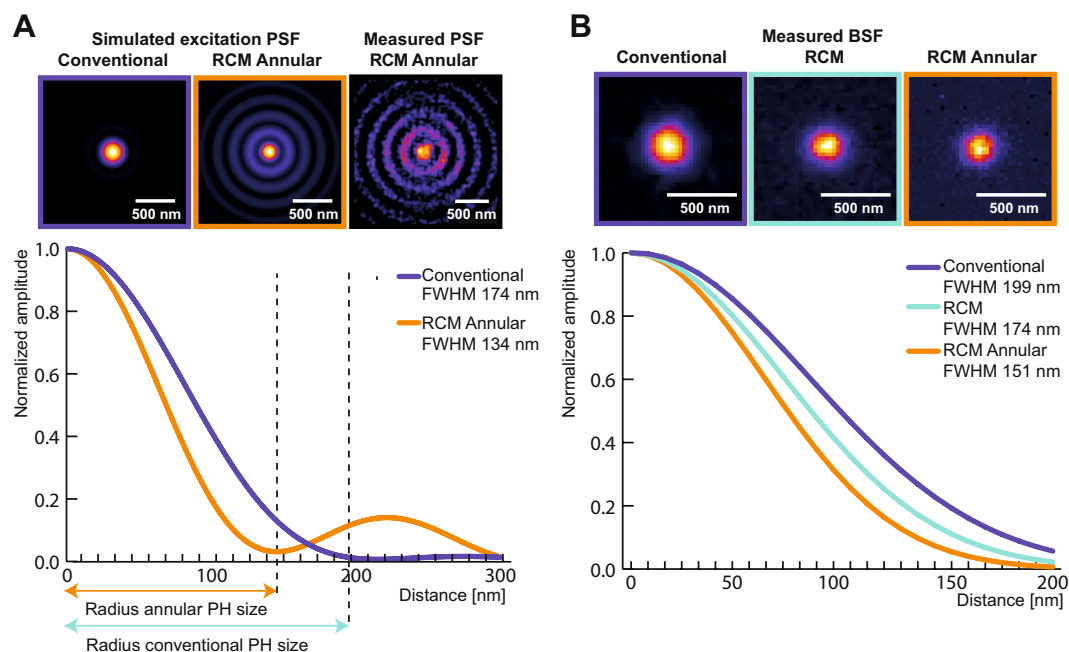 A
Simulated excitation PSF
Conventional
RCM Annular
Measured PSF
RCM Annular
500 nm
500 nm
500 nm
Normalized amplitude
1.0
0.8
0.6
0.4
0.2
0.0
0
100
200
300
Distance [nm]
Conventional
FWHM 174 nm
RCM Annular
FWHM 134 nm
Radius annular PH size
Radius conventional PH size
B
Measured BSF
Conventional
RCM
RCM Annular
500 nm
500 nm
500 nm
Normalized amplitude
1.0
0.8
0.6
0.4
0.2
0.0
0
50
100
150
200
Distance [nm]
Conventional
FWHM 199 nm
RCM
FWHM 174 nm
RCM Annular
FWHM 151 nm